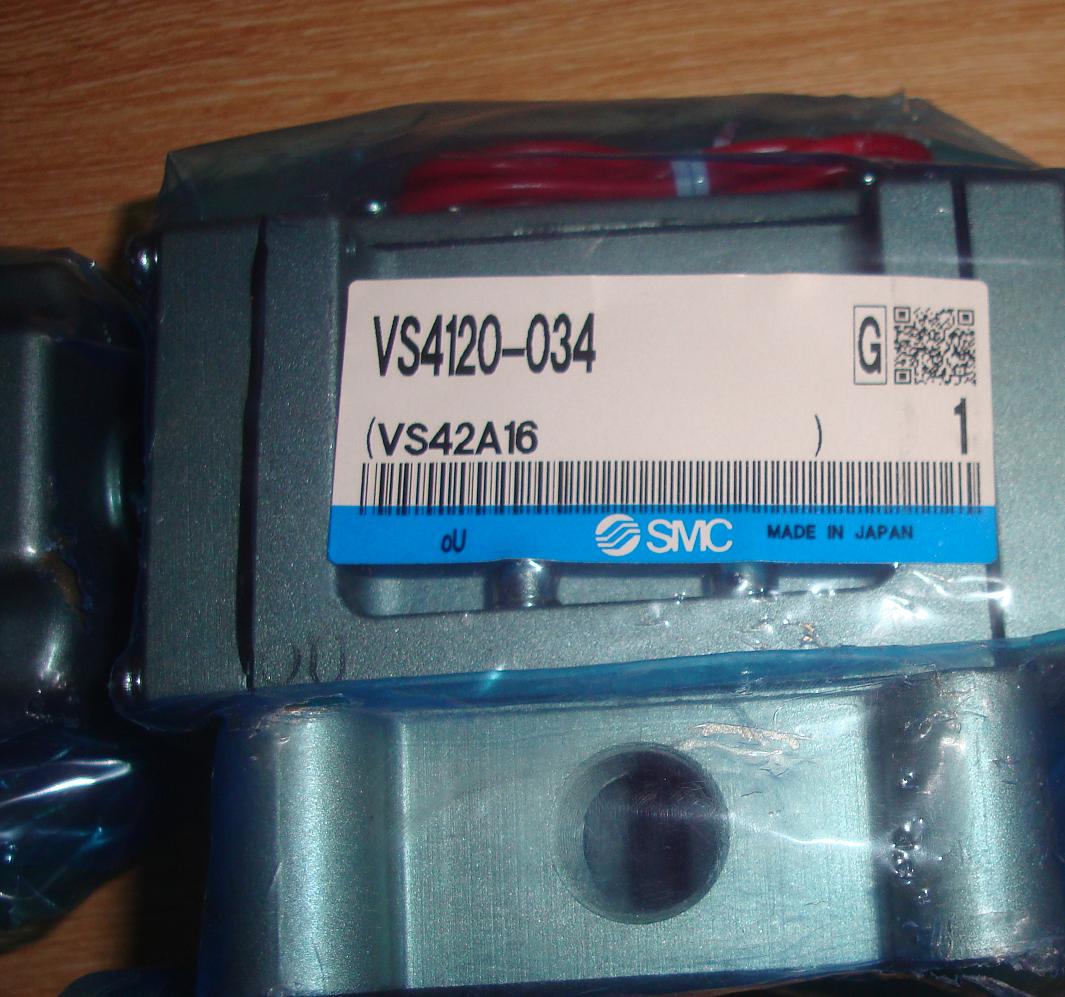 VS4120-034
G
(VS42A16 )
1
oU SMC MADE IN JAPAN